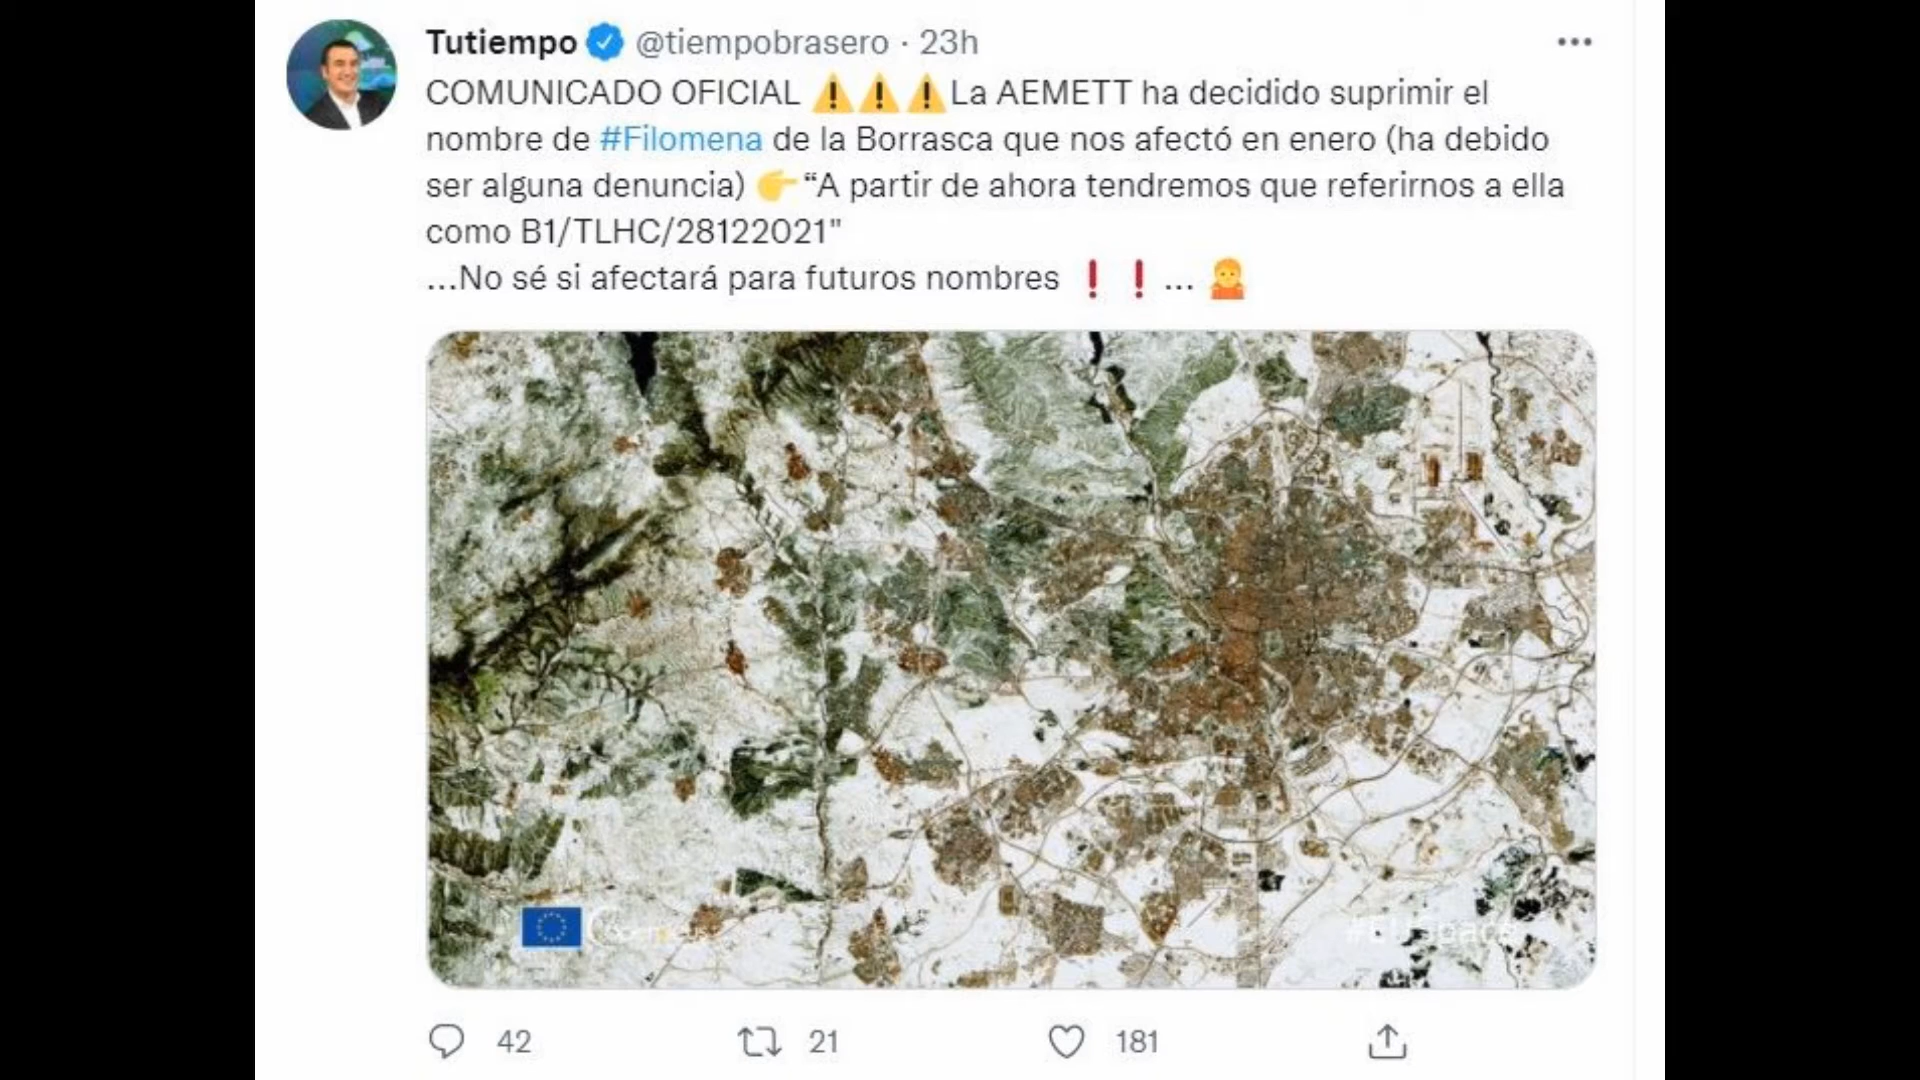 Tutiempo @tiempobrasero · 23h
COMUNICADO OFICIAL ⚠️⚠️⚠️La AEMETT ha decidido suprimir el
nombre de #Filomena de la Borrasca que nos afectó en enero (ha debido
ser alguna denuncia) 👉“A partir de ahora tendremos que referirnos a ella
como B1/TLHC/28122021"
...No sé si afectará para futuros nombres ❗❗... 🤷
#EUSpace
42 21 181